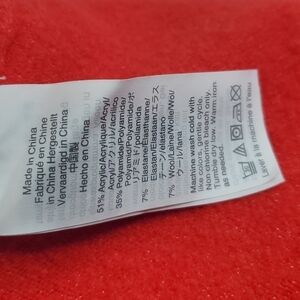 Made in China
Fabriqué en Chine
in China Hergestellt
Vervaardigd in China
中国製
Hecho en China
51% Acrylic/Acrylique/Acryl/
Acryl/アクリル/acrílico
35% Polyamide/Polyamide/
Polyamid/Polyamide/ポ
リアミド/poliamida
7% Elastane/Elasthanne/
Elastan/Elastaan/エラス
テーン/elastano
7% Wool/Laine/Wolle/Wol/
ウール/lana
Machine wash cold with
like colors, gentle cycle.
Non-chlorine bleach only.
Tumble dry low. Warm iron
as needed.
Laver à la machine à l'eau